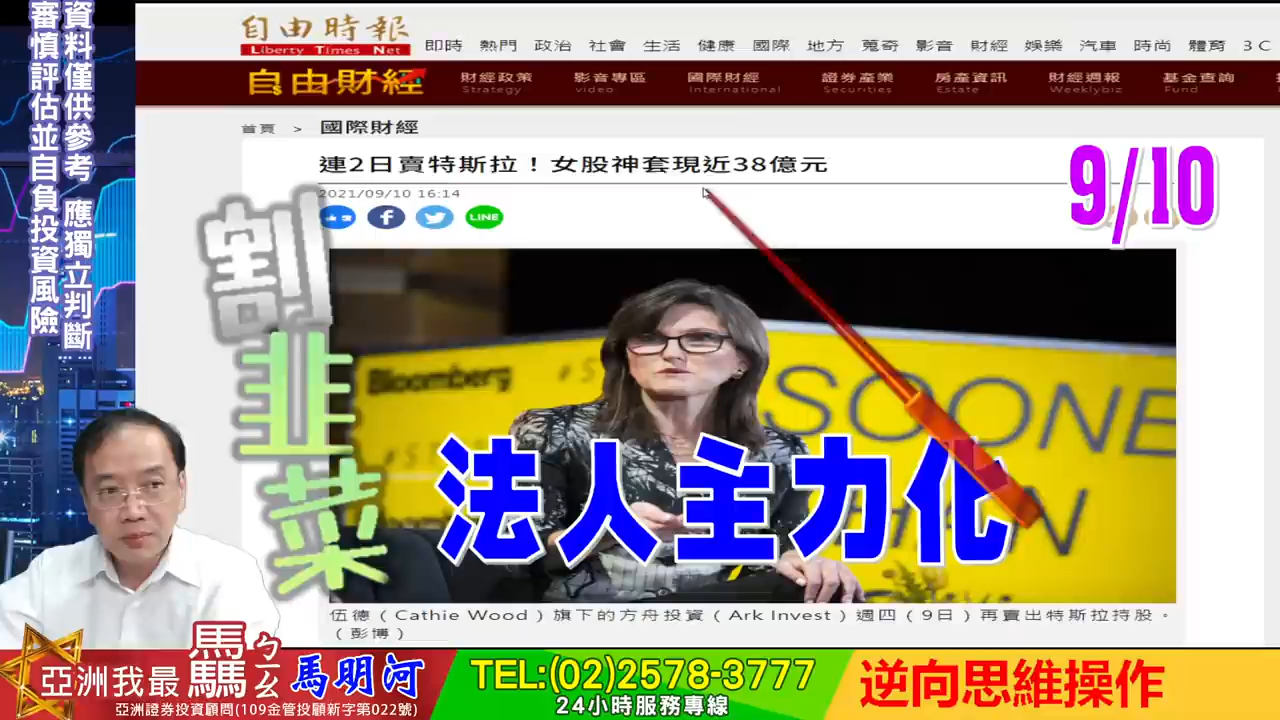 資料僅供參考 應獨立判斷
審慎評估並自負投資風險
自由時報
Liberty Times Net
即時 熱門 政治 社會 生活 健康 國際 地方 蒐奇 影音 財經 娛樂 汽車 時尚 體育 3C
自由財經
財經政策 影音專區 國際財經 證券產業 房產資訊 財經週報 基金查詢
Strategy video International Securities Estate Weeklybiz Fund
首頁 > 國際財經
連2日賣特斯拉！女股神套現近38億元
2021/09/10 16:14
9/10
LINE
割韭菜
Bloomberg
SOONE
法人主力化
伍德（Cathie Wood）旗下的方舟投資（Ark Invest）週四（9日）再賣出特斯拉持股。
（彭博）
亞洲我最馬驫ㄅㄧㄠ 馬明河
亞洲證券投資顧問(109金管投顧新字第022號)
TEL:(02)2578-3777
24小時服務專線
逆向思維操作